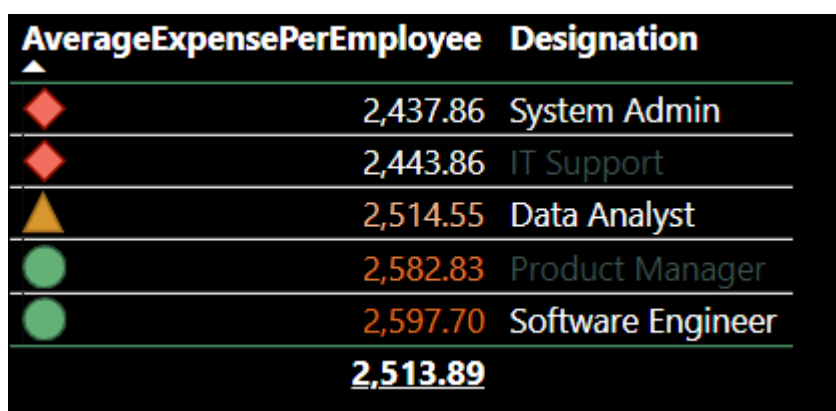 AverageExpensePerEmployee Designation
2,437.86 System Admin
2,443.86 IT Support
2,514.55 Data Analyst
2,582.83 Product Manager
2,597.70 Software Engineer
2,513.89